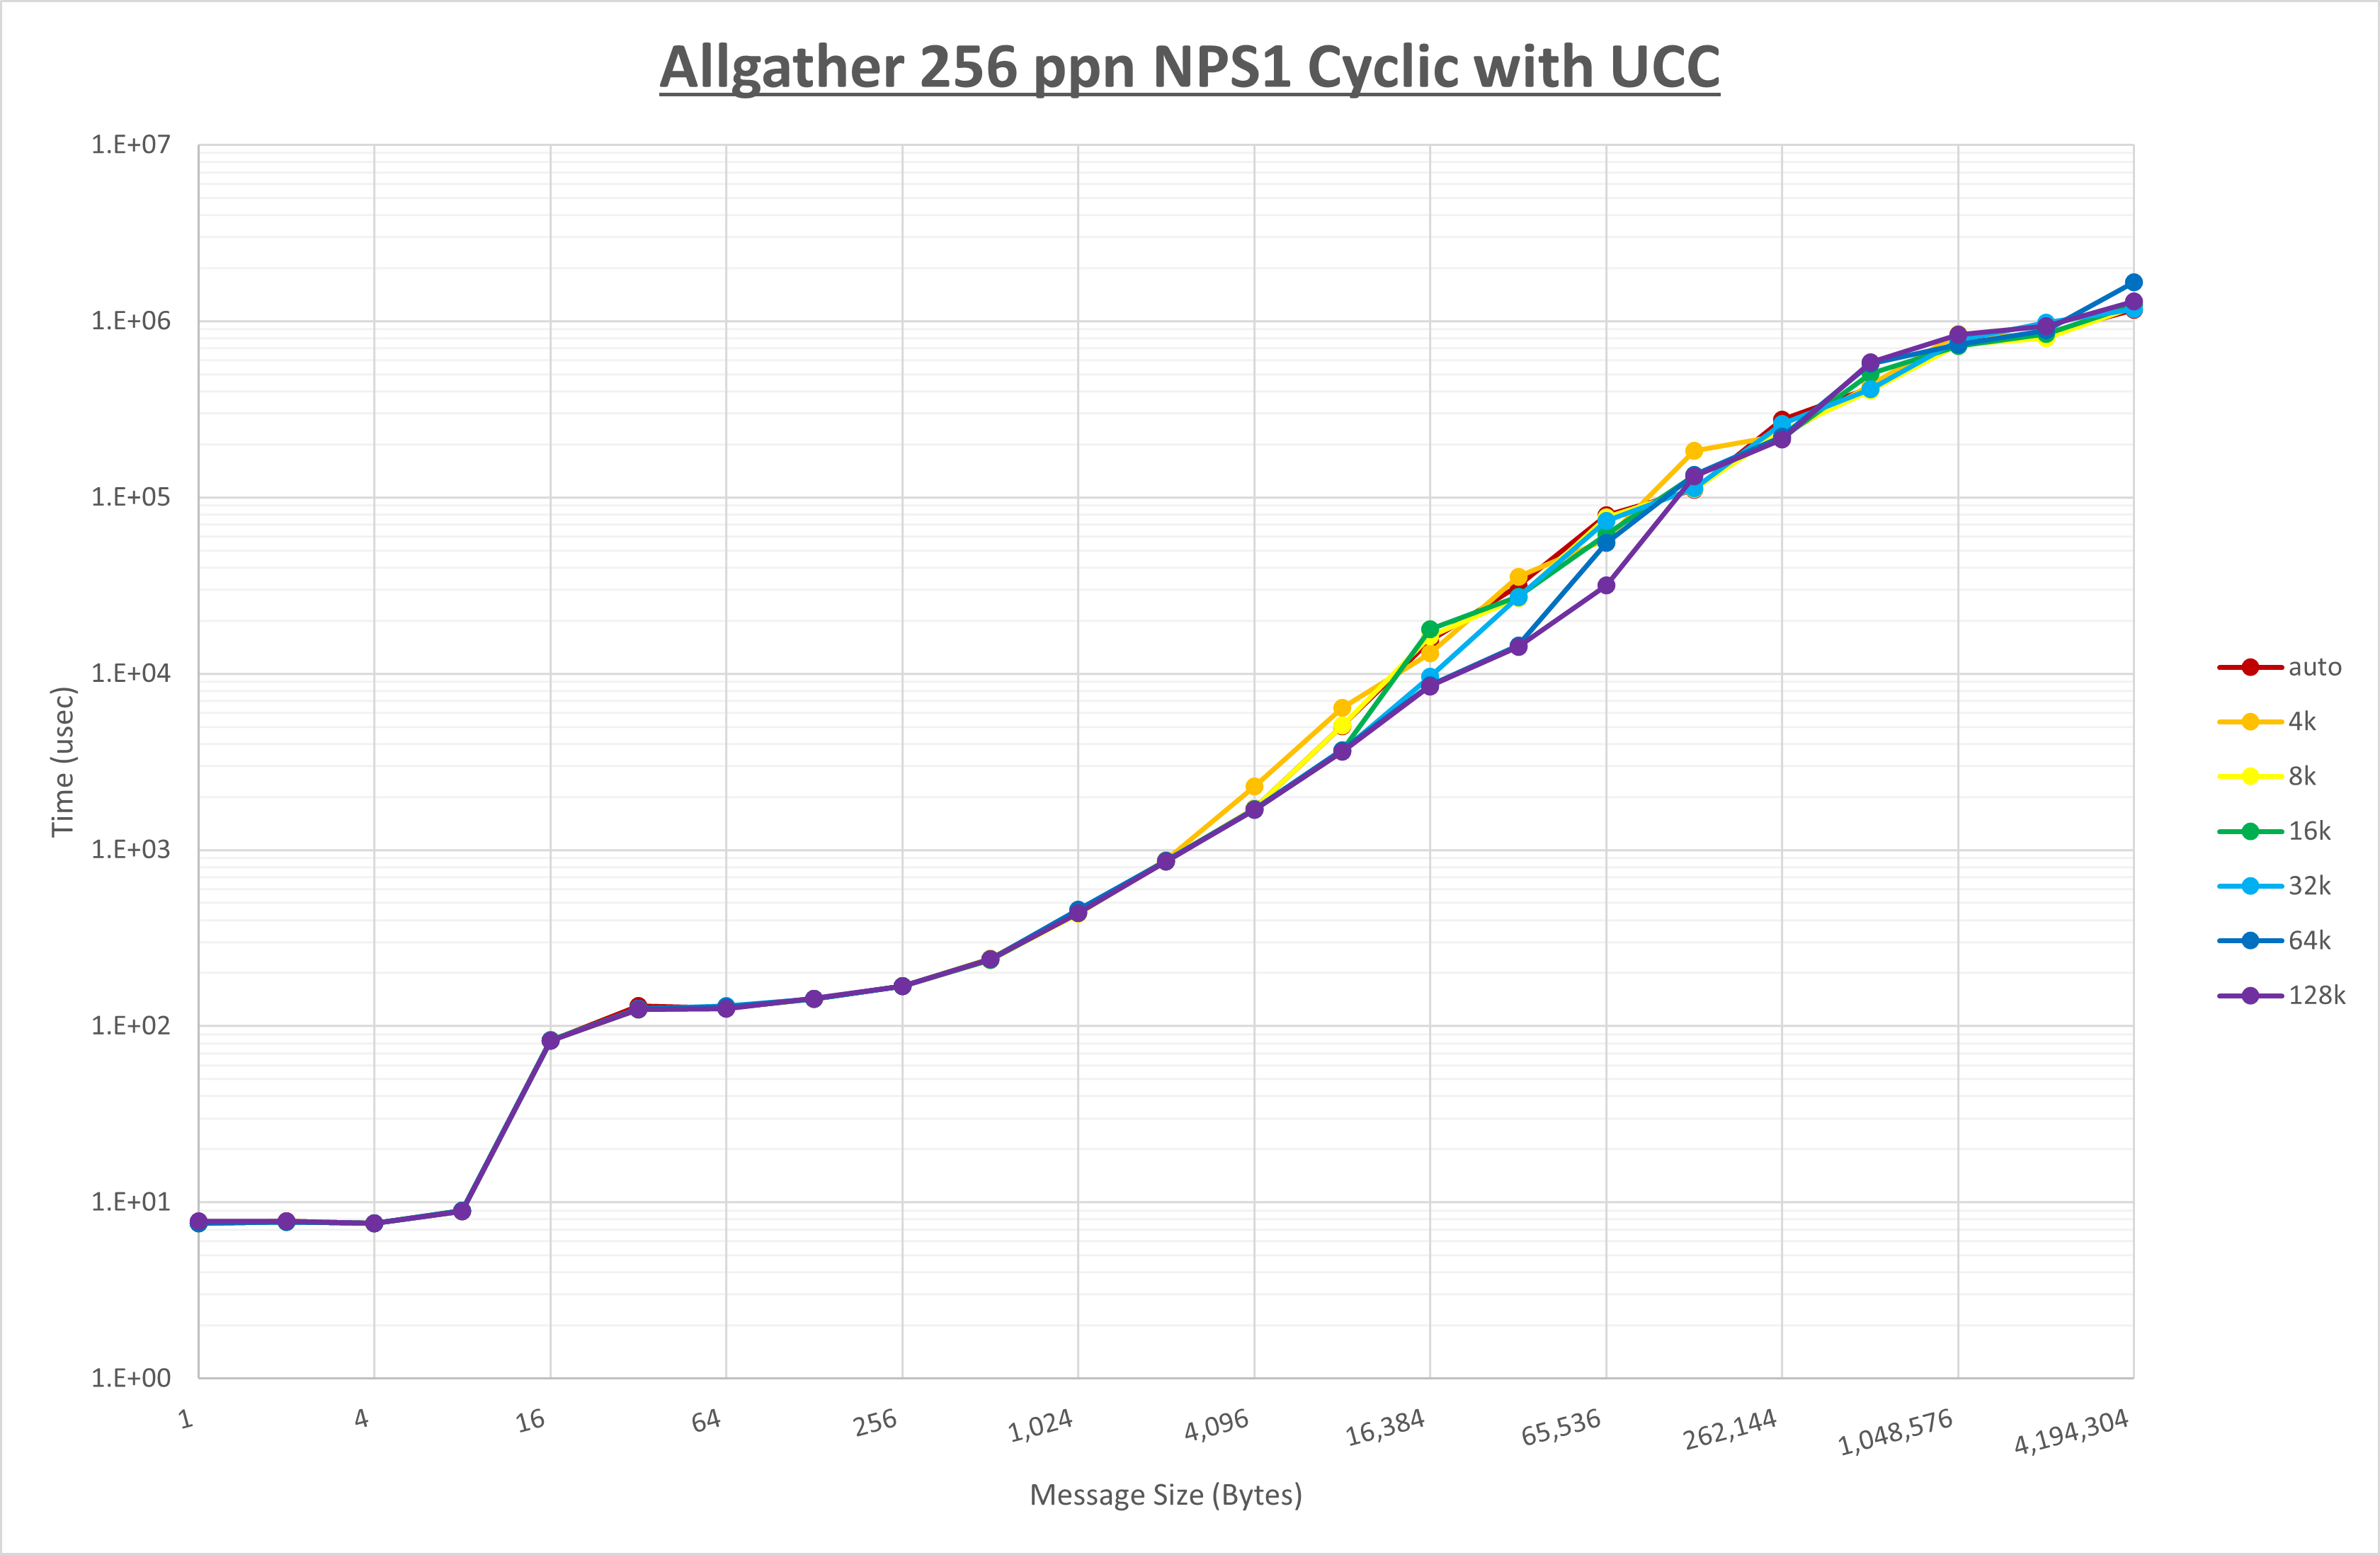 Allgather 256 ppn NPS1 Cyclic with UCC
1.E+07
1.E+06
1.E+05
1.E+04
1.E+03
1.E+02
1.E+01
1.E+00
Time (usec)
1 4 16 64 256 1,024 4,096 16,384 65,536 262,144 1,048,576 4,194,304
Message Size (Bytes)
auto
4k
8k
16k
32k
64k
128k